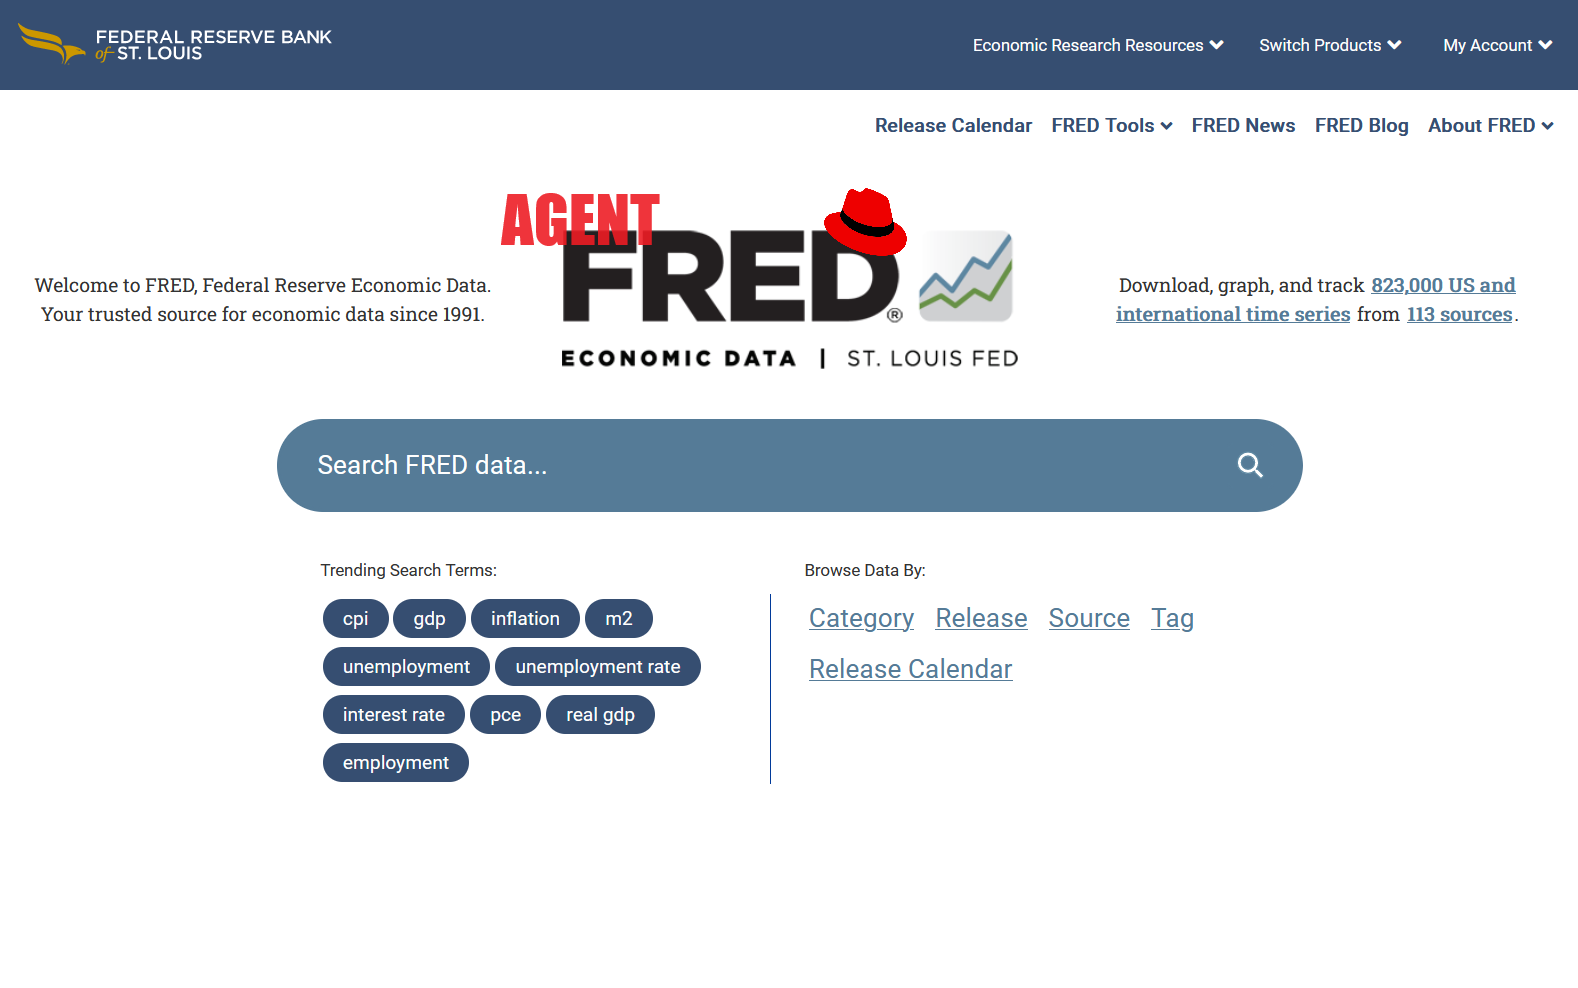 FEDERAL RESERVE BANK
of ST. LOUIS
Economic Research Resources
Switch Products
My Account
Release Calendar
FRED Tools
FRED News
FRED Blog
About FRED
Welcome to FRED, Federal Reserve Economic Data.
Your trusted source for economic data since 1991.
AGENT
FRED®
ECONOMIC DATA | ST. LOUIS FED
Download, graph, and track 823,000 US and
international time series from 113 sources.
Search FRED data...
Trending Search Terms:
cpi gdp inflation m2
unemployment unemployment rate
interest rate pce real gdp
employment
Browse Data By:
Category Release Source Tag
Release Calendar